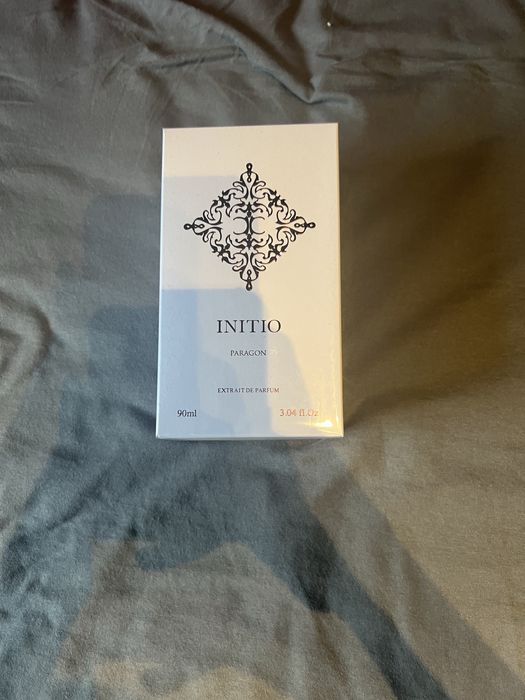 INITIO
PARAGON
EXTRAIT DE PARFUM
90ml 3.04 fl.Oz